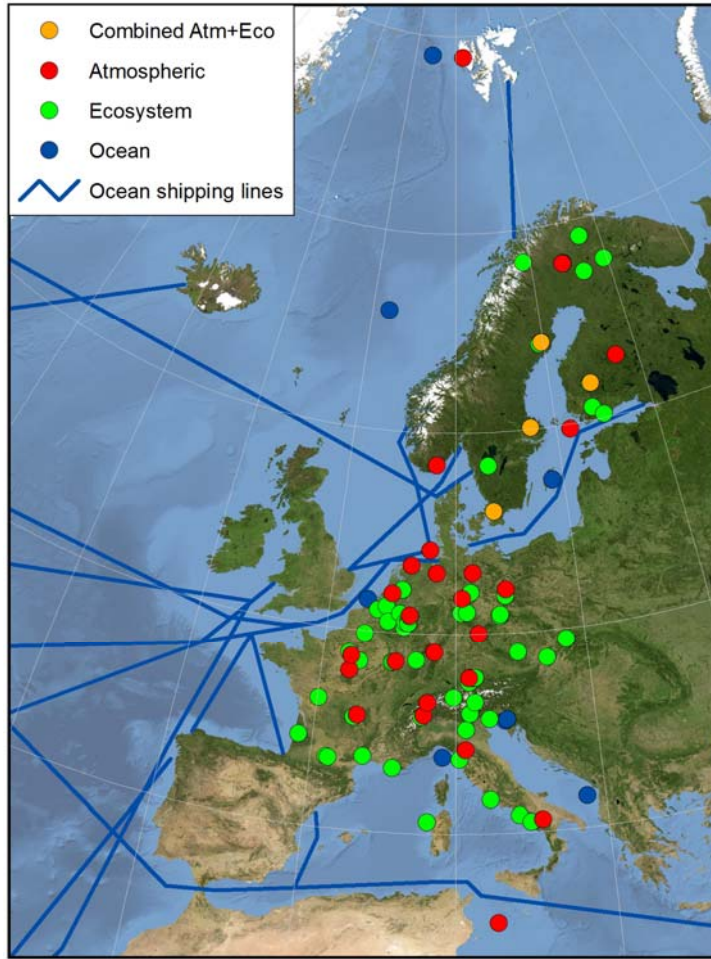 Combined Atm+Eco
Atmospheric
Ecosystem
Ocean
Ocean shipping lines